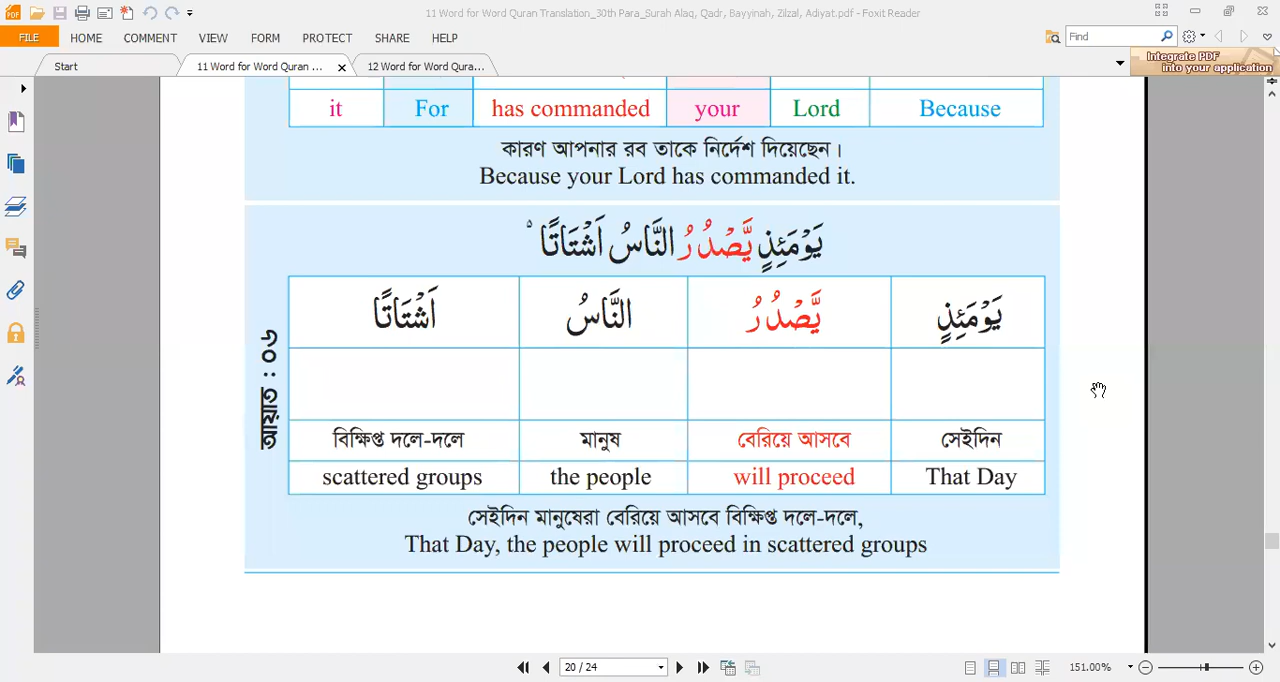 11 Word for Word Quran Translation_30th Para_Surah Alaq, Qadr, Bayyinah, Zilzal, Adiyat.pdf - Foxit Reader
FILE HOME COMMENT VIEW FORM PROTECT SHARE HELP
Find
Start
11 Word for Word Quran ...
12 Word for Word Qura...
Integrate PDF
into your application
it For has commanded your Lord Because
কারণ আপনার রব তাকে নির্দেশ দিয়েছেন।
Because your Lord has commanded it.
يَوْمَئِذٍ يَّصْدُرُ النَّاسُ اَشْتَاتًا ۙ
يَوْمَئِذٍ يَّصْدُرُ النَّاسُ اَشْتَاتًا
আয়াত : ০৬
বিক্ষিপ্ত দলে-দলে মানুষ বেরিয়ে আসবে সেইদিন
scattered groups the people will proceed That Day
সেইদিন মানুষেরা বেরিয়ে আসবে বিক্ষিপ্ত দলে-দলে,
That Day, the people will proceed in scattered groups
20 / 24
151.00%